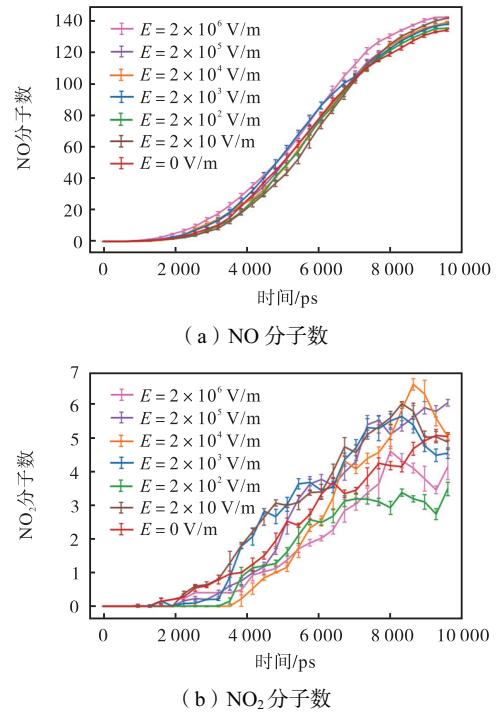 140
120
100
80
60
40
20
0
NO分子数
E = 2 × 10⁶ V/m
E = 2 × 10⁵ V/m
E = 2 × 10⁴ V/m
E = 2 × 10³ V/m
E = 2 × 10² V/m
E = 2 × 10 V/m
E = 0 V/m
0 2 000 4 000 6 000 8 000 10 000
时间/ps
（a）NO 分子数
7
6
5
4
3
2
1
0
NO₂分子数
E = 2 × 10⁶ V/m
E = 2 × 10⁵ V/m
E = 2 × 10⁴ V/m
E = 2 × 10³ V/m
E = 2 × 10² V/m
E = 2 × 10 V/m
E = 0 V/m
0 2 000 4 000 6 000 8 000 10 000
时间/ps
（b）NO₂分子数